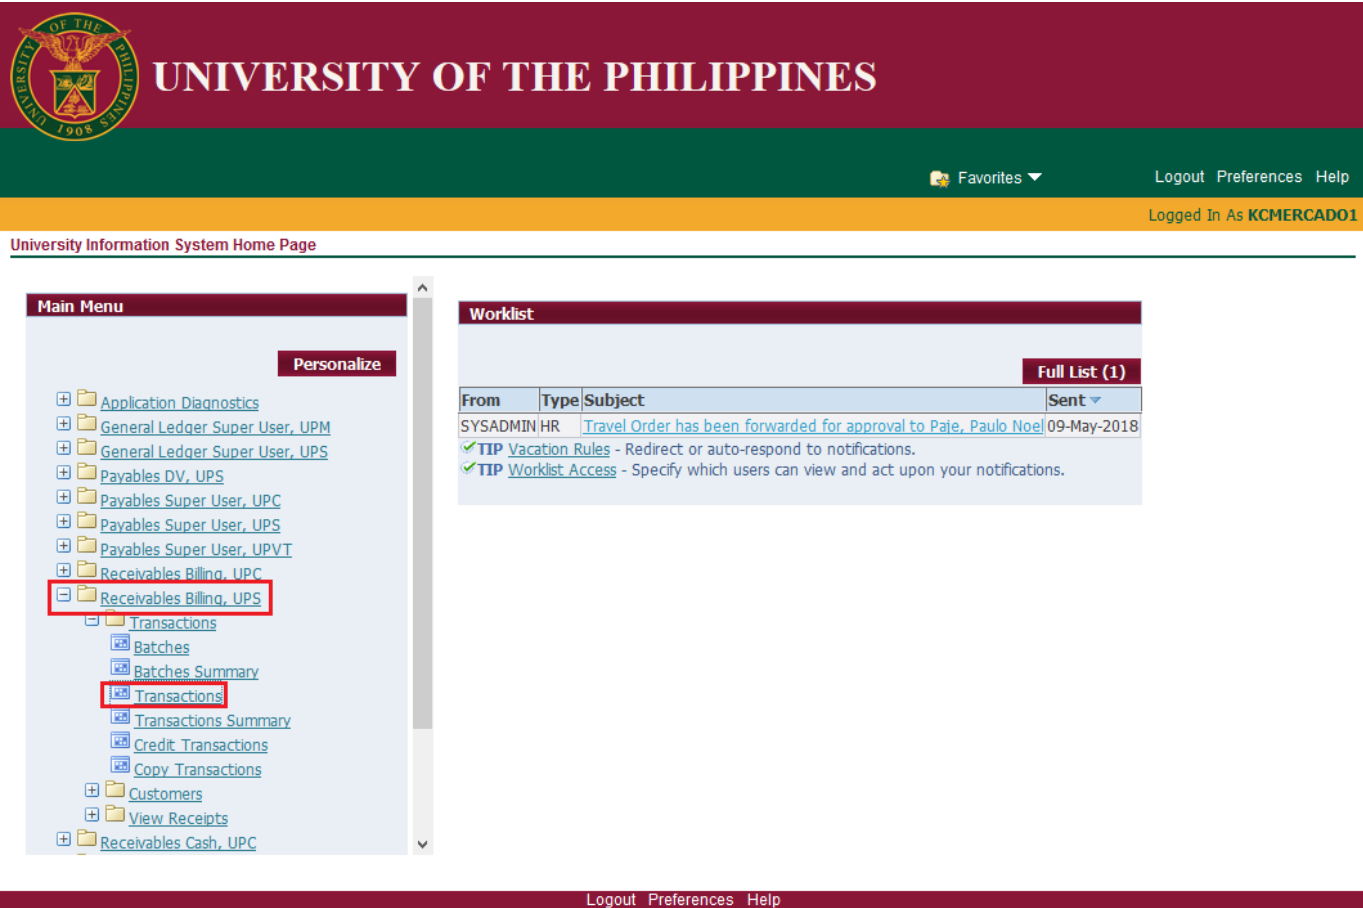 UNIVERSITY OF THE PHILIPPINES
UNIVERSITY OF THE PHILIPPINES
1908
Favorites
Logout Preferences Help
Logged In As KCMERCADO1
University Information System Home Page
Main Menu
Personalize
Application Diagnostics
General Ledger Super User, UPM
General Ledger Super User, UPS
Payables DV, UPS
Payables Super User, UPC
Payables Super User, UPS
Payables Super User, UPVT
Receivables Billing, UPC
Receivables Billing, UPS
Transactions
Batches
Batches Summary
Transactions
Transactions Summary
Credit Transactions
Copy Transactions
Customers
View Receipts
Receivables Cash, UPC
Worklist
Full List (1)
From Type Subject Sent
SYSADMIN HR Travel Order has been forwarded for approval to Paje, Paulo Noel 09-May-2018
TIP Vacation Rules - Redirect or auto-respond to notifications.
TIP Worklist Access - Specify which users can view and act upon your notifications.
Logout Preferences Help